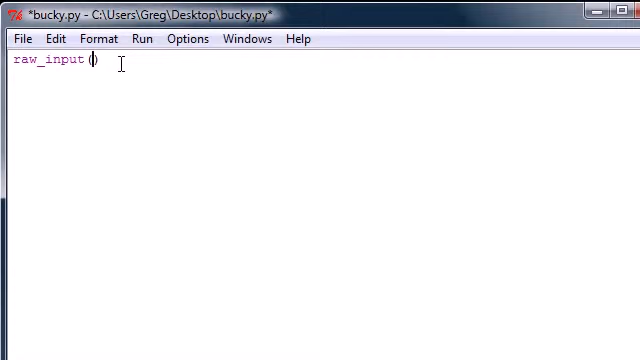 *bucky.py - C:\Users\Greg\Desktop\bucky.py*
File Edit Format Run Options Windows Help
raw_input()